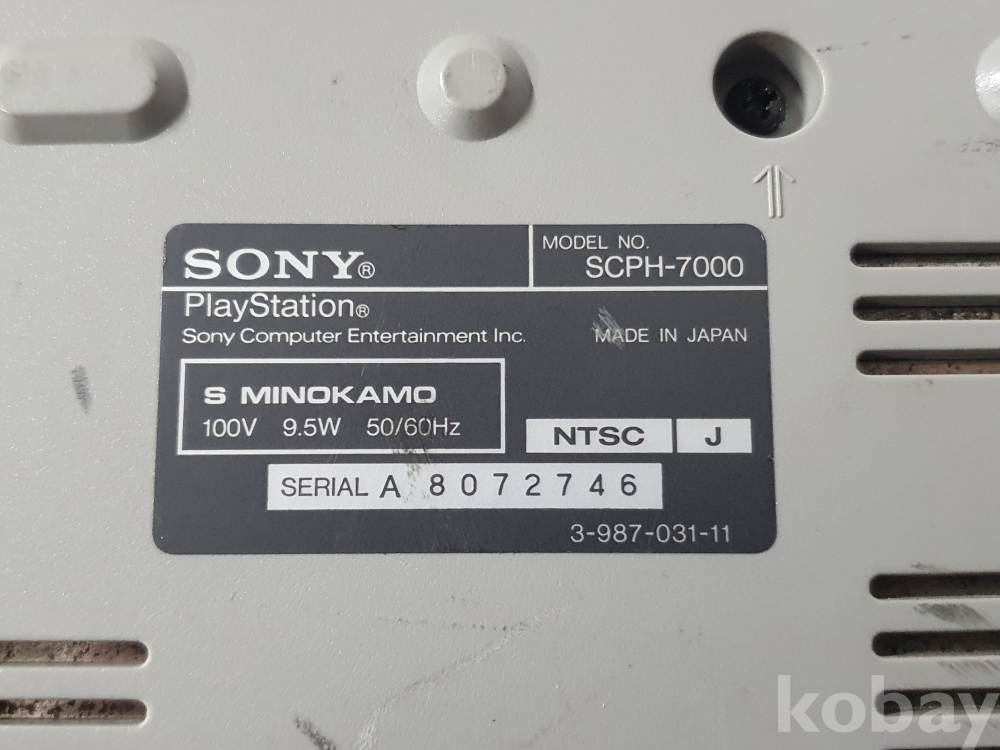 SONY®
MODEL NO.
SCPH-7000
PlayStation®
Sony Computer Entertainment Inc.
MADE IN JAPAN
S MINOKAMO
100V 9.5W 50/60Hz
NTSC J
SERIAL A 8072746
3-987-031-11
kobay